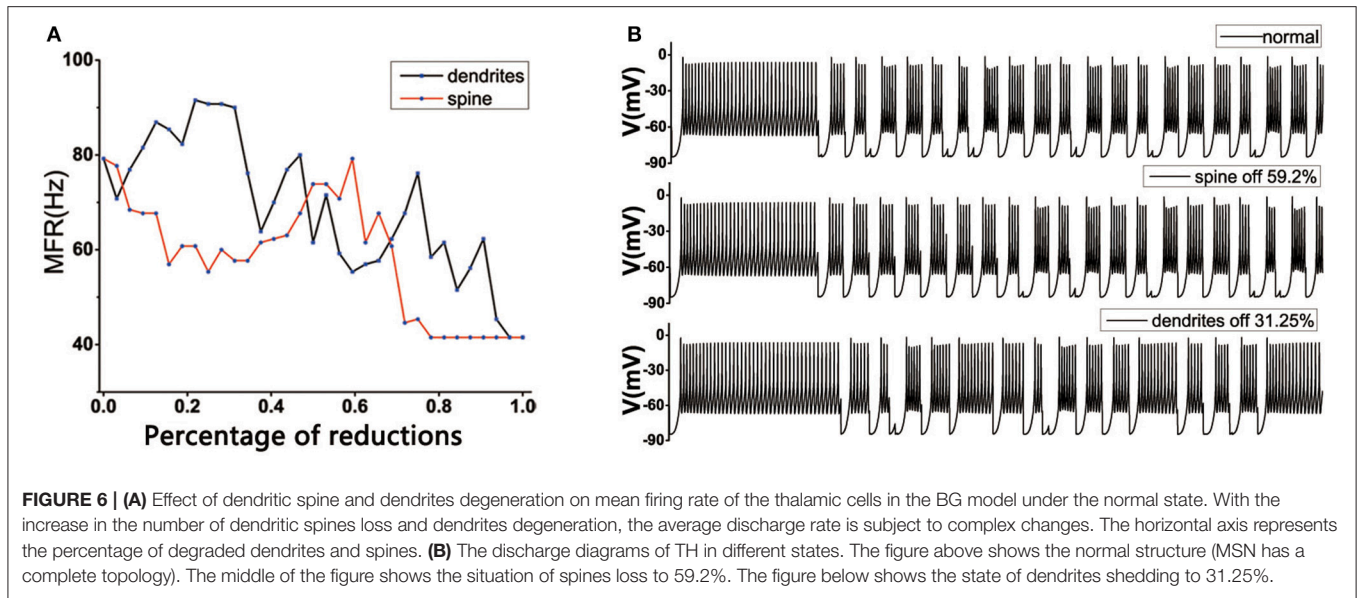 A
100
80
60
40
MFR(Hz)
dendrites
spine
0.0 0.2 0.4 0.6 0.8 1.0
Percentage of reductions
B
normal
0
-30
-60
-90
V(mV)
spine off 59.2%
0
-30
-60
-90
V(mV)
dendrites off 31.25%
0
-30
-60
-90
V(mV)
FIGURE 6 | (A) Effect of dendritic spine and dendrites degeneration on mean firing rate of the thalamic cells in the BG model under the normal state. With the
increase in the number of dendritic spines loss and dendrites degeneration, the average discharge rate is subject to complex changes. The horizontal axis represents
the percentage of degraded dendrites and spines. (B) The discharge diagrams of TH in different states. The figure above shows the normal structure (MSN has a
complete topology). The middle of the figure shows the situation of spines loss to 59.2%. The figure below shows the state of dendrites shedding to 31.25%.